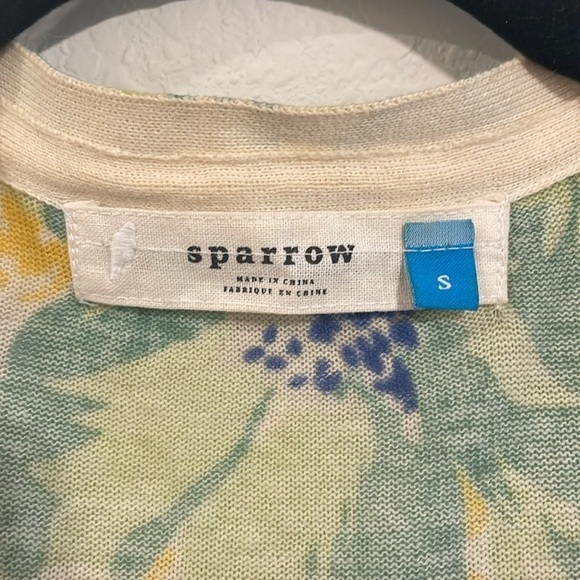 sparrow
MADE IN CHINA
FABRIQUE EN CHINE
S